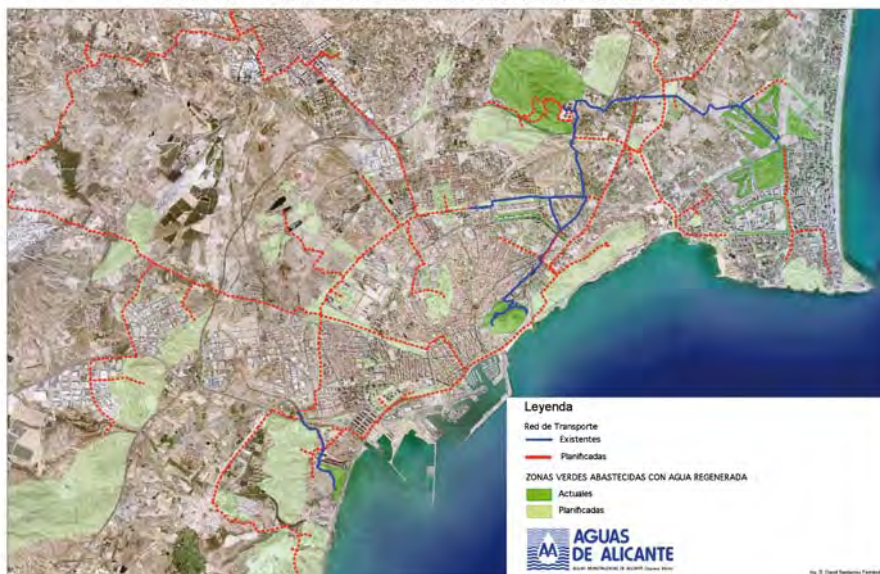 Leyenda
Red de Transporte
Existentes
Planificadas
ZONAS VERDES ABASTECIDAS CON AGUA REGENERADA
Actuales
Planificadas
AGUAS
DE ALICANTE